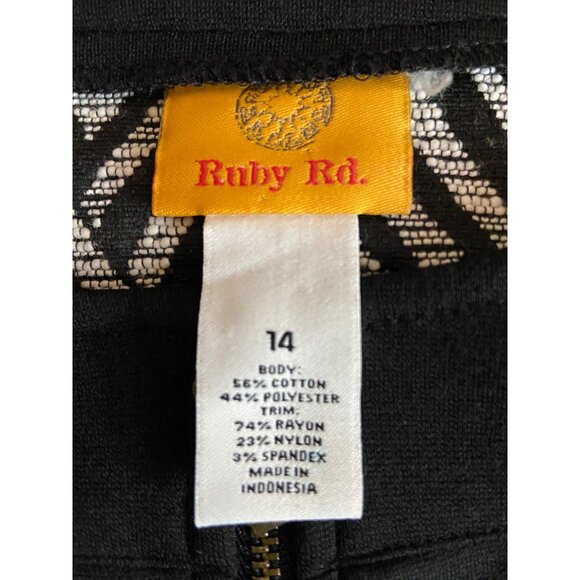 Ruby Rd.
14
BODY:
56% COTTON
44% POLYESTER
TRIM:
74% RAYON
23% NYLON
3% SPANDEX
MADE IN
INDONESIA